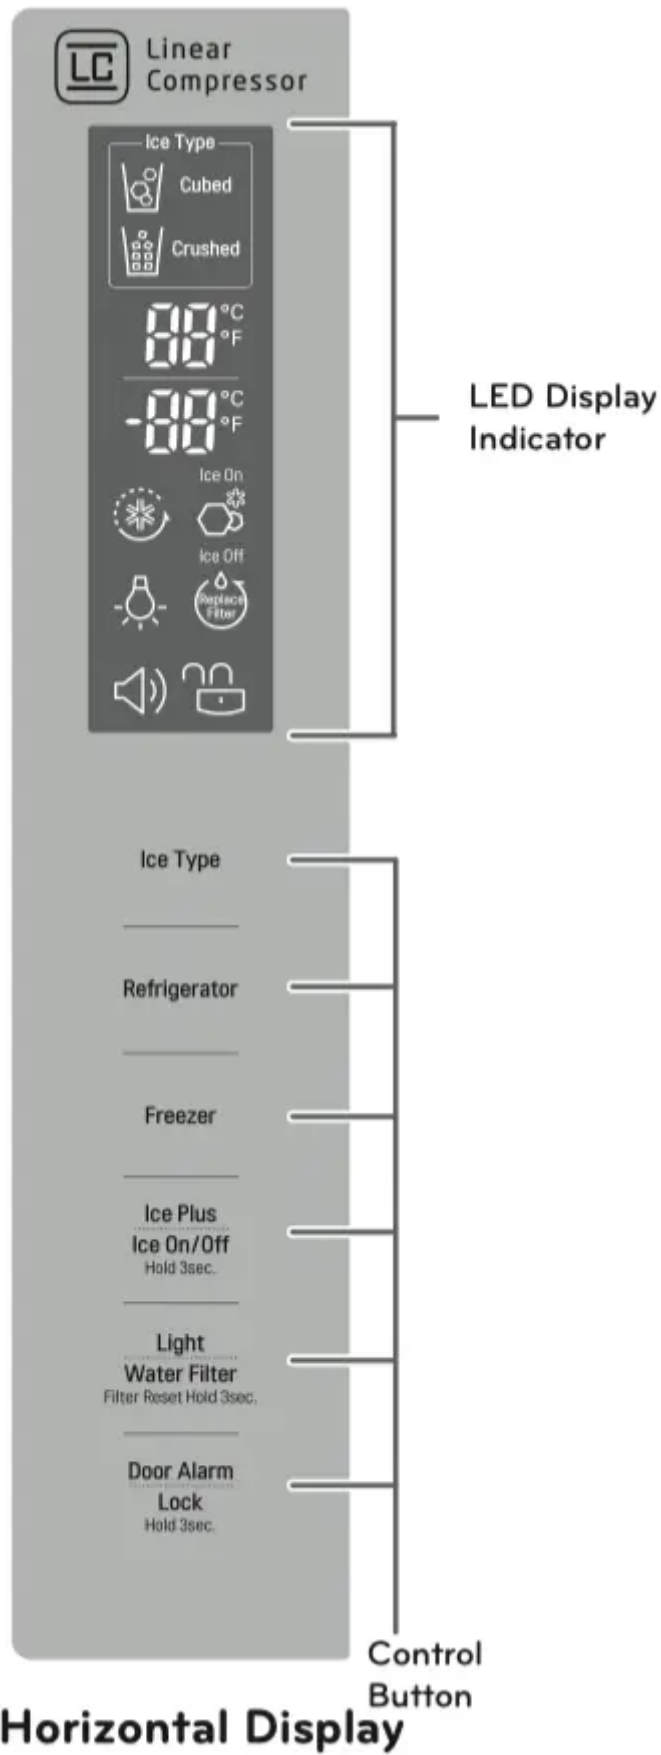 LC
Linear
Compressor
Ice Type
Cubed
Crushed
88 °C
°F
-88 °C
°F
Ice On
Ice Off
Replace
Filter
LED Display
Indicator
Ice Type
Refrigerator
Freezer
Ice Plus
Ice On/Off
Hold 3sec.
Light
Water Filter
Filter Reset Hold 3sec.
Door Alarm
Lock
Hold 3sec.
Control
Button
Horizontal Display